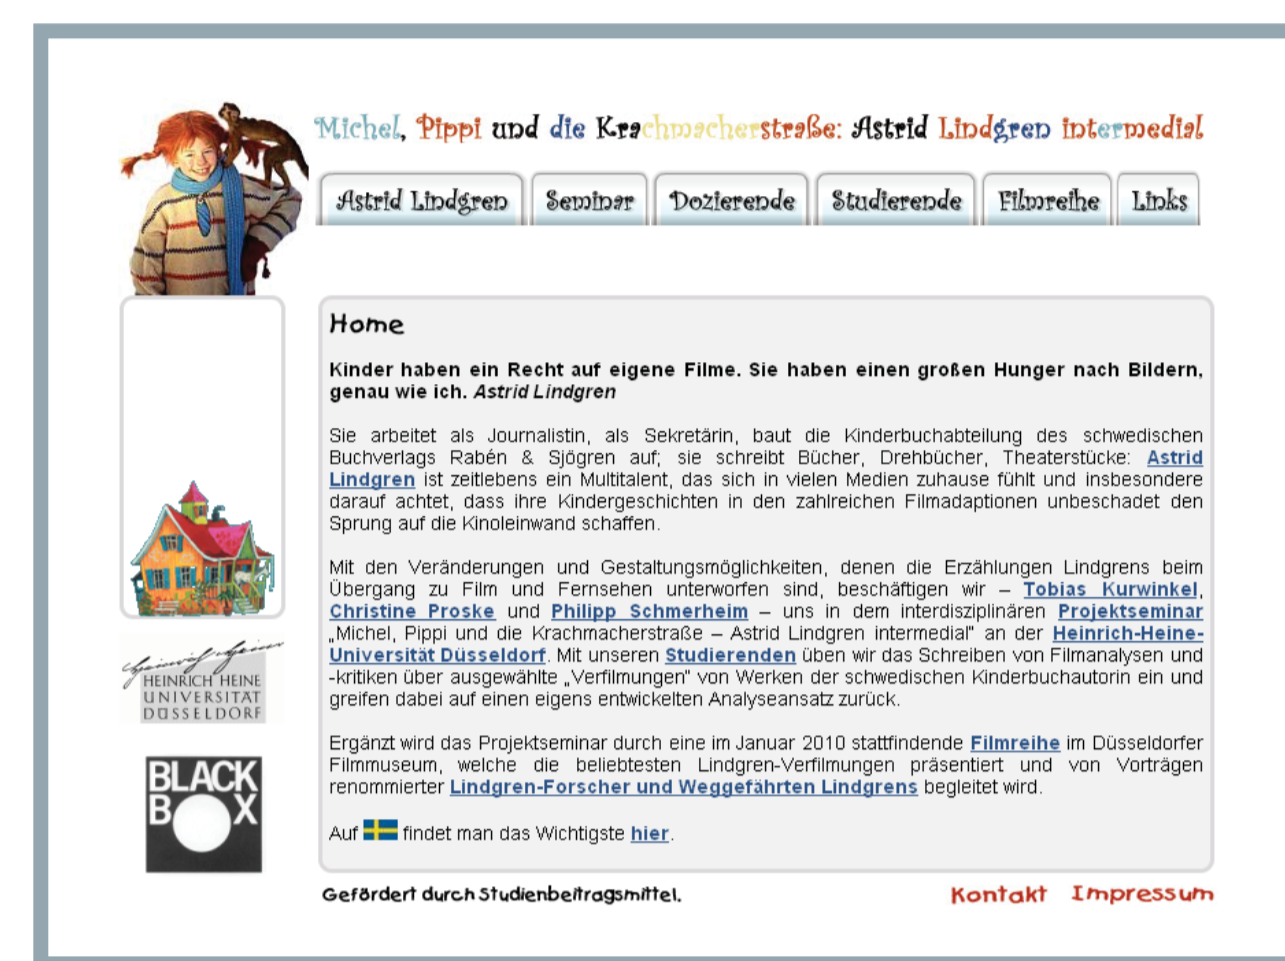 Michel, Pippi und die Krachmacherstraße: Astrid Lindgren intermedial
Astrid Lindgren
Seminar
Dozierende
Studierende
Filmreihe
Links
Home
Kinder haben ein Recht auf eigene Filme. Sie haben einen großen Hunger nach Bildern,
genau wie ich. Astrid Lindgren
Sie arbeitet als Journalistin, als Sekretärin, baut die Kinderbuchabteilung des schwedischen
Buchverlags Rabén & Sjögren auf; sie schreibt Bücher, Drehbücher, Theaterstücke: Astrid
Lindgren ist zeitlebens ein Multitalent, das sich in vielen Medien zuhause fühlt und insbesondere
darauf achtet, dass ihre Kindergeschichten in den zahlreichen Filmadaptionen unbeschadet den
Sprung auf die Kinoleinwand schaffen.
Mit den Veränderungen und Gestaltungsmöglichkeiten, denen die Erzählungen Lindgrens beim
Übergang zu Film und Fernsehen unterworfen sind, beschäftigen wir – Tobias Kurwinkel,
Christine Proske und Philipp Schmerheim – uns in dem interdisziplinären Projektseminar
„Michel, Pippi und die Krachmacherstraße – Astrid Lindgren intermedial" an der Heinrich-Heine-
Universität Düsseldorf. Mit unseren Studierenden üben wir das Schreiben von Filmanalysen und
-kritiken über ausgewählte „Verfilmungen" von Werken der schwedischen Kinderbuchautorin ein und
greifen dabei auf einen eigens entwickelten Analyseansatz zurück.
Ergänzt wird das Projektseminar durch eine im Januar 2010 stattfindende Filmreihe im Düsseldorfer
Filmmuseum, welche die beliebtesten Lindgren-Verfilmungen präsentiert und von Vorträgen
renommierter Lindgren-Forscher und Weggefährten Lindgrens begleitet wird.
Auf findet man das Wichtigste hier.
Heinrich Heine
HEINRICH HEINE
UNIVERSITÄT
DÜSSELDORF
BLACK
BOX
Gefördert durch Studienbeitragsmittel.
Kontakt
Impressum